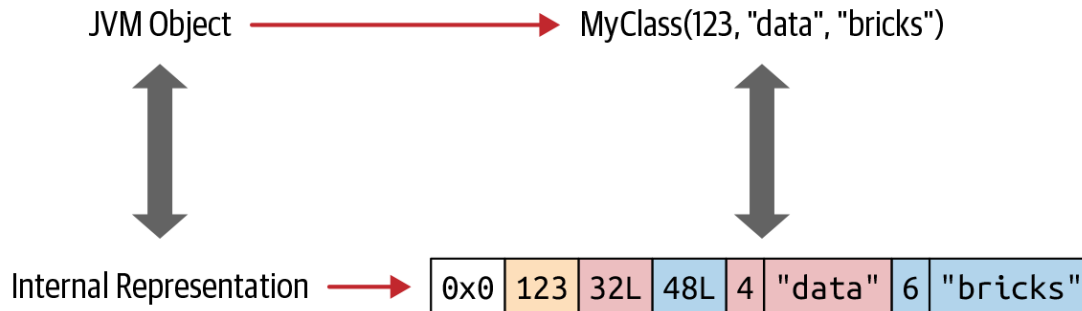 JVM Object MyClass(123, "data", "bricks")
Internal Representation 0x0 123 32L 48L 4 "data" 6 "bricks"